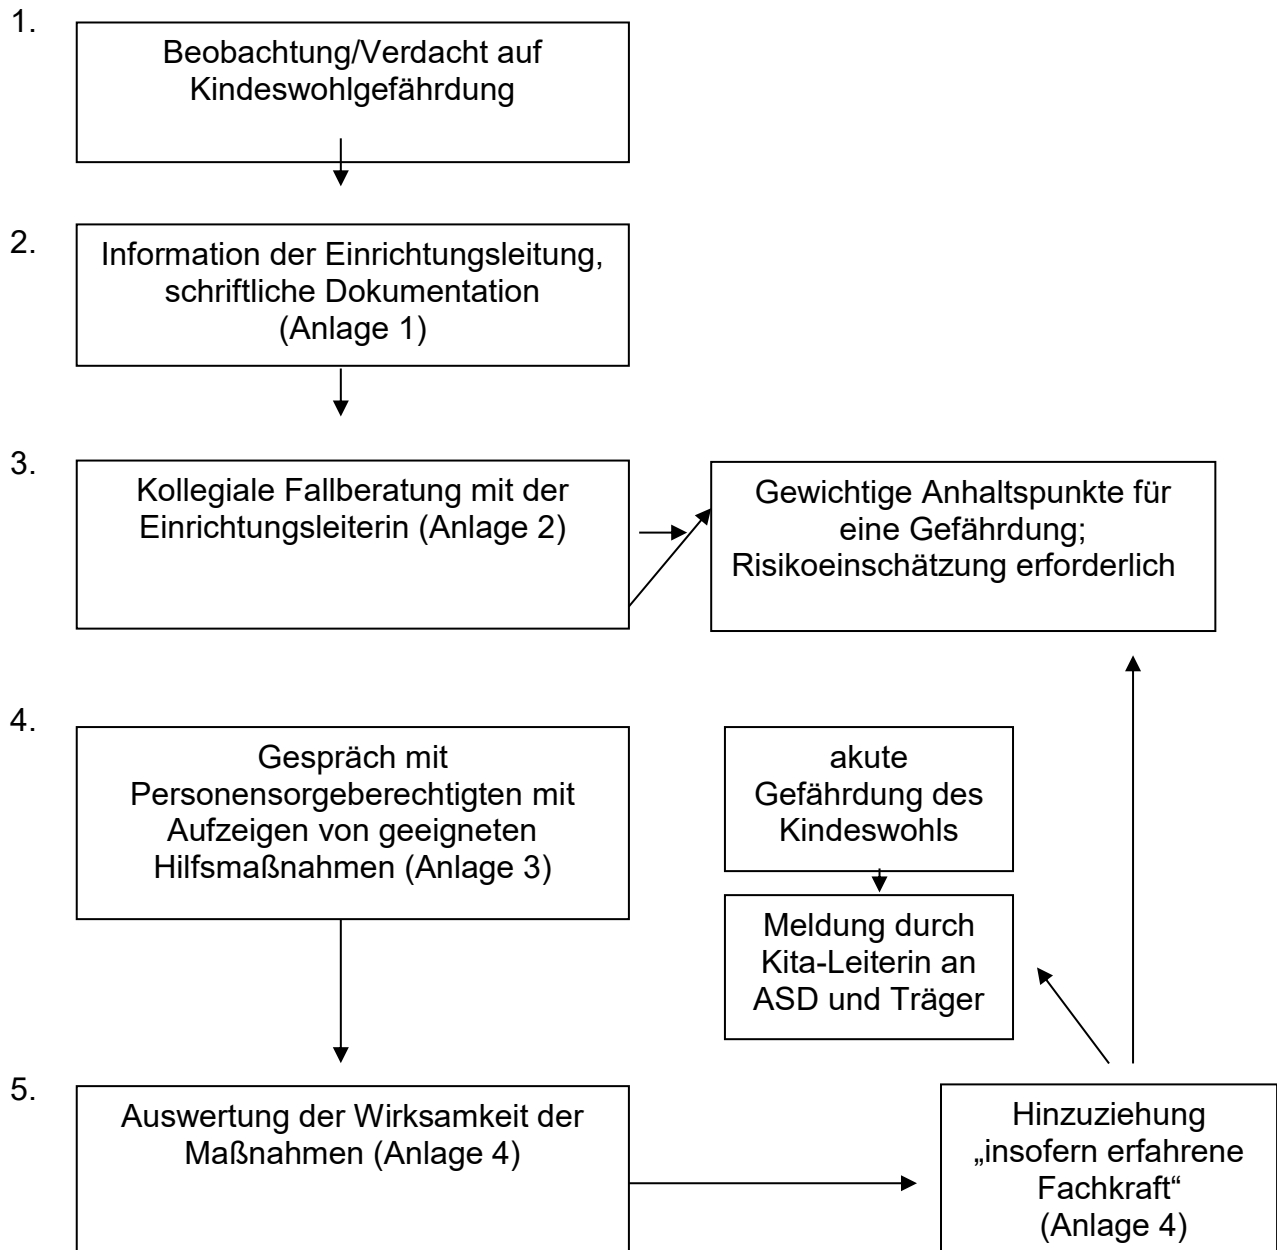 1.
Beobachtung/Verdacht auf
Kindeswohlgefährdung
2.
Information der Einrichtungsleitung,
schriftliche Dokumentation
(Anlage 1)
3.
Kollegiale Fallberatung mit der
Einrichtungsleiterin (Anlage 2)
Gewichtige Anhaltspunkte für
eine Gefährdung;
Risikoeinschätzung erforderlich
4.
Gespräch mit
Personensorgeberechtigten mit
Aufzeigen von geeigneten
Hilfsmaßnahmen (Anlage 3)
akute
Gefährdung des
Kindeswohls
Meldung durch
Kita-Leiterin an
ASD und Träger
5.
Auswertung der Wirksamkeit der
Maßnahmen (Anlage 4)
Hinzuziehung
„insofern erfahrene
Fachkraft“
(Anlage 4)